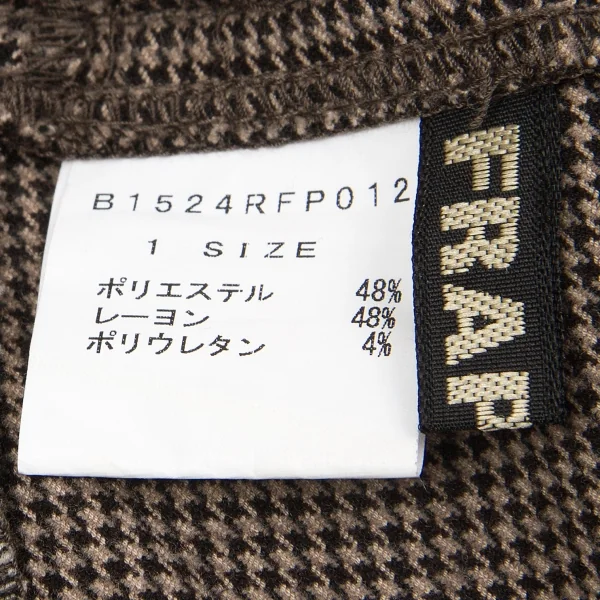 B1524RFP012
1 SIZE
ポリエステル 48%
レーヨン 48%
ポリウレタン 4%
FRAP